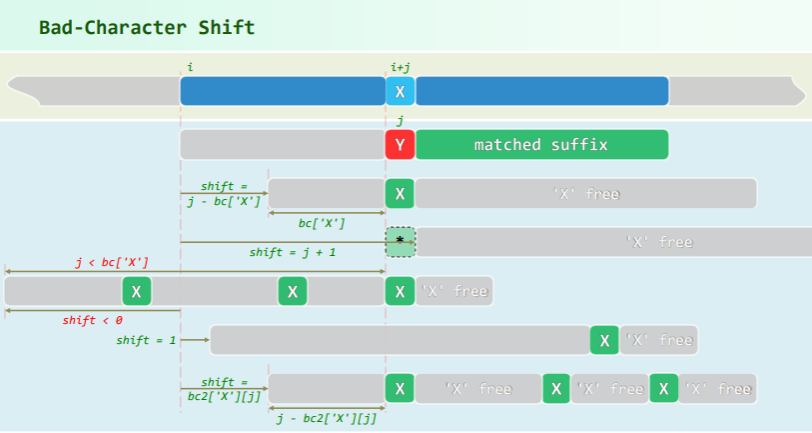 Bad-Character Shift
i i+j
X
j
Y matched suffix
shift =
j - bc['X'] X 'X' free
bc['X']
* 'X' free
shift = j + 1
j < bc['X']
X X X 'X' free
shift < 0
shift = 1 X 'X' free
shift =
bc2['X'][j] X 'X' free X 'X' free X 'X' free
j - bc2['X'][j]